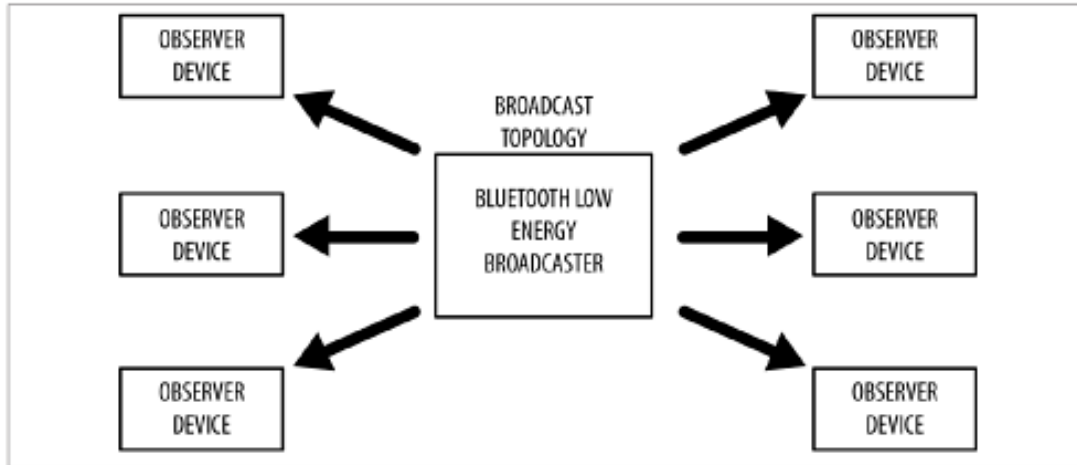 OBSERVER
DEVICE
OBSERVER
DEVICE
BROADCAST
TOPOLOGY
OBSERVER
DEVICE
BLUETOOTH LOW
ENERGY
BROADCASTER
OBSERVER
DEVICE
OBSERVER
DEVICE
OBSERVER
DEVICE